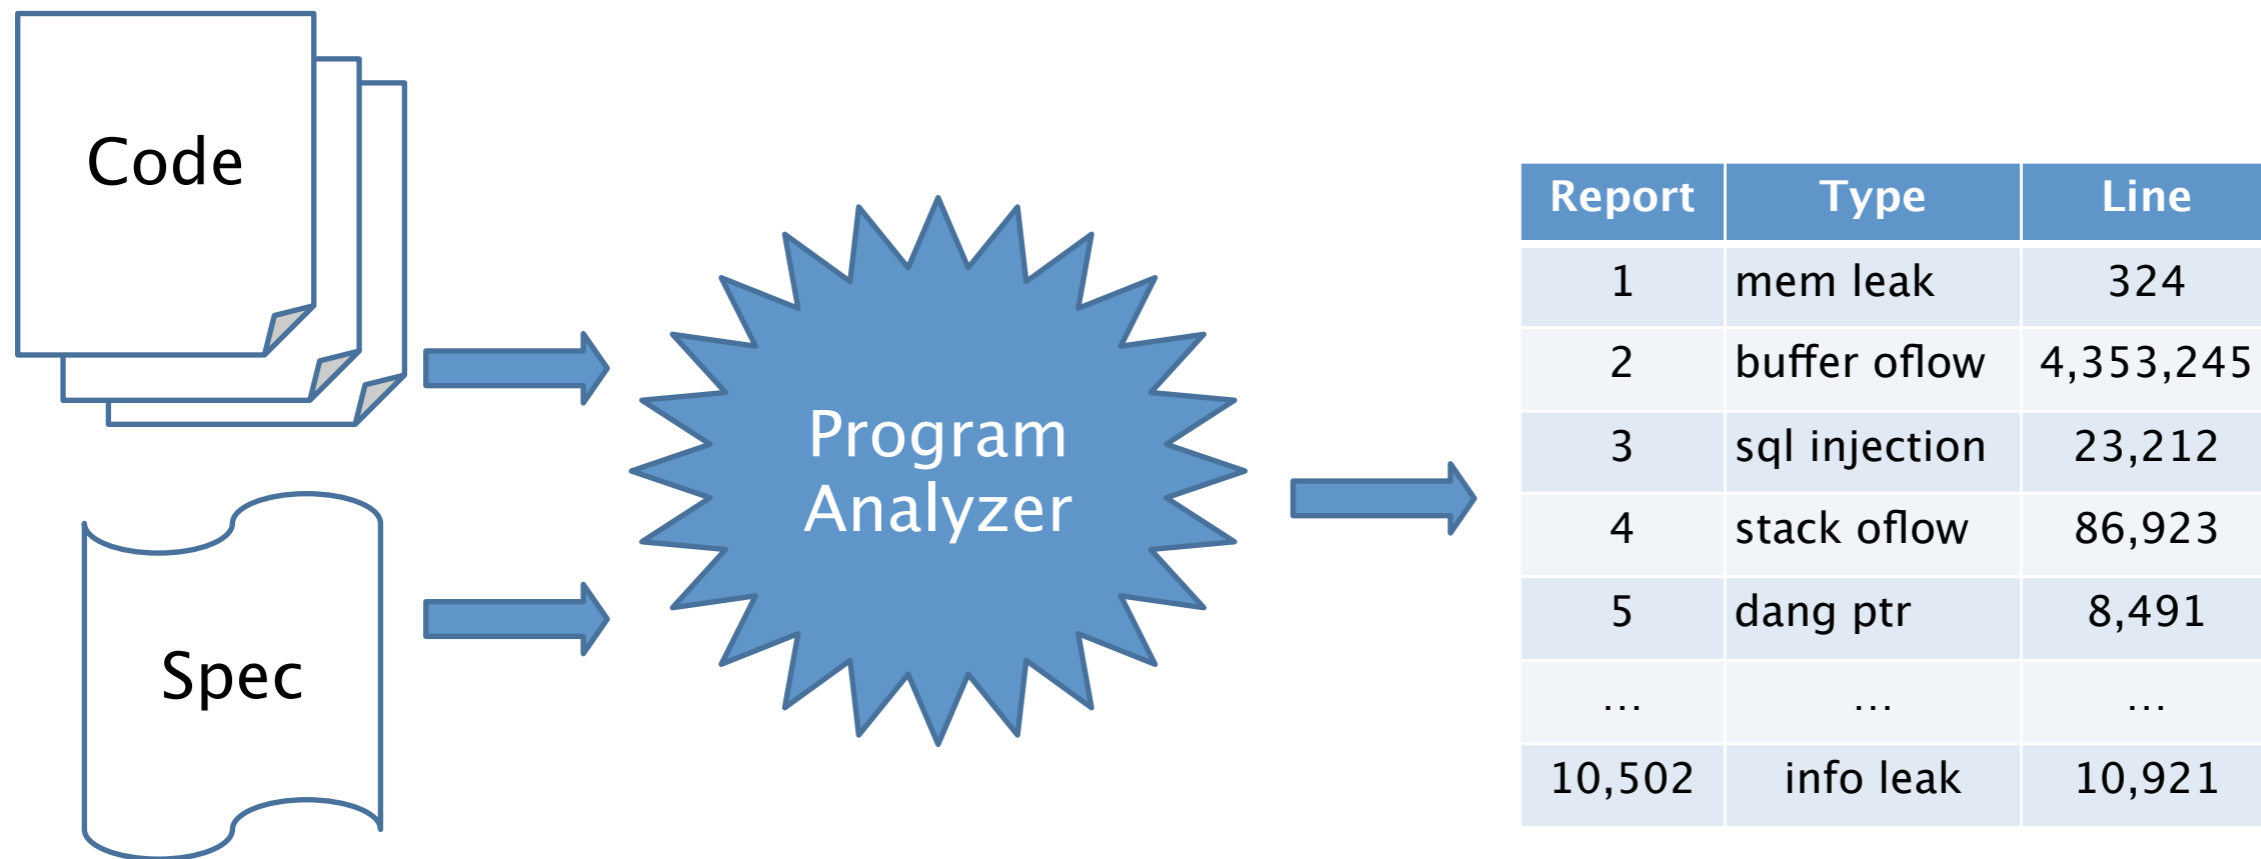 Code
Spec
Program
Analyzer
Report Type Line
1 mem leak 324
2 buffer oflow 4,353,245
3 sql injection 23,212
4 stack oflow 86,923
5 dang ptr 8,491
... ... ...
10,502 info leak 10,921